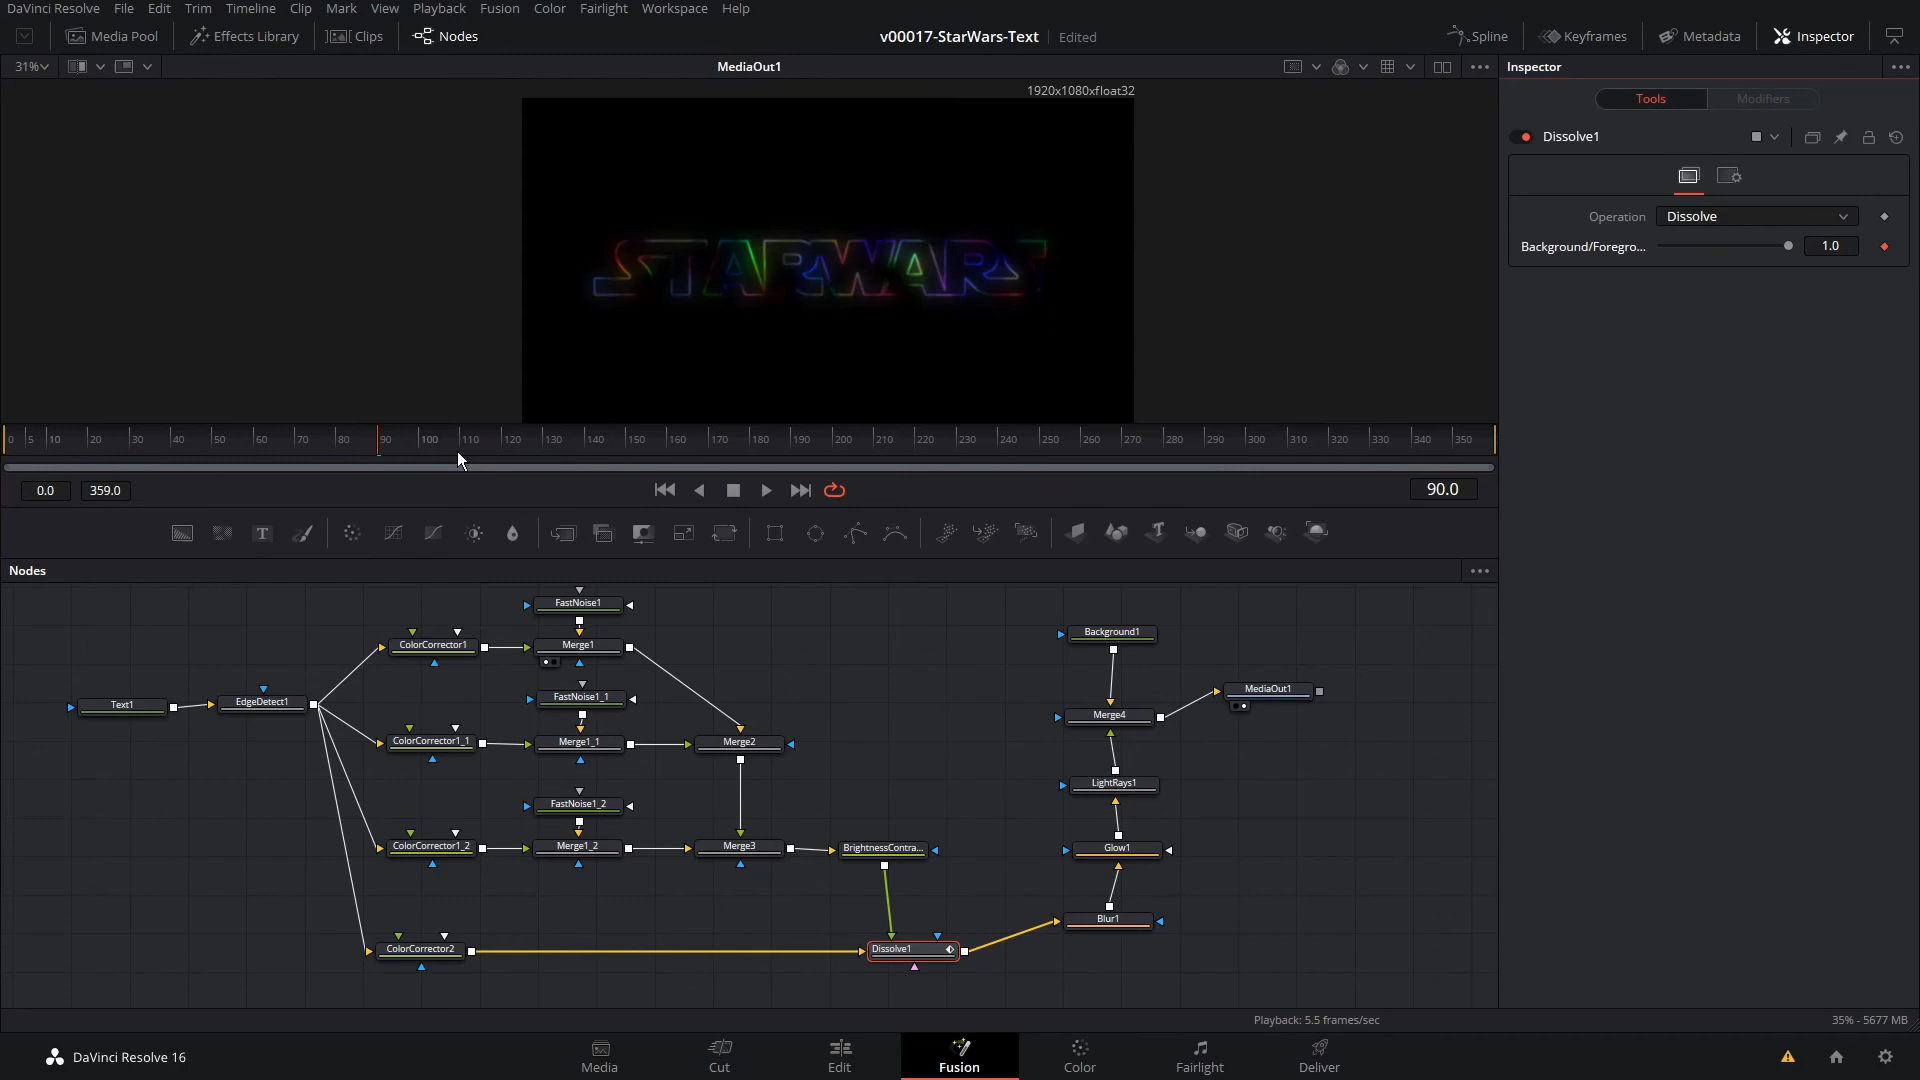 DaVinci Resolve File Edit Trim Timeline Clip Mark View Playback Fusion Color Fairlight Workspace Help
Media Pool Effects Library Clips Nodes v00017-StarWars-Text Edited Spline Keyframes Metadata Inspector
31% MediaOut1 Inspector
1920x1080xfloat32
Tools Modifiers
Dissolve1
Operation Dissolve
Background/Foregro... 1.0
STARWARS
0 5 10 20 30 40 50 60 70 80 90 100 110 120 130 140 150 160 170 180 190 200 210 220 230 240 250 260 270 280 290 300 310 320 330 340 350
0.0 359.0 90.0
Nodes
FastNoise1
Background1
ColorCorrector1 Merge1
MediaOut1
FastNoise1_1
Text1 EdgeDetect1
Merge4
ColorCorrector1_1 Merge1_1 Merge2
LightRays1
FastNoise1_2
ColorCorrector1_2 Merge1_2 Merge3 BrightnessContra... Glow1
Blur1
ColorCorrector2 Dissolve1
Playback: 5.5 frames/sec 35% - 5677 MB
DaVinci Resolve 16 Media Cut Edit Fusion Color Fairlight Deliver